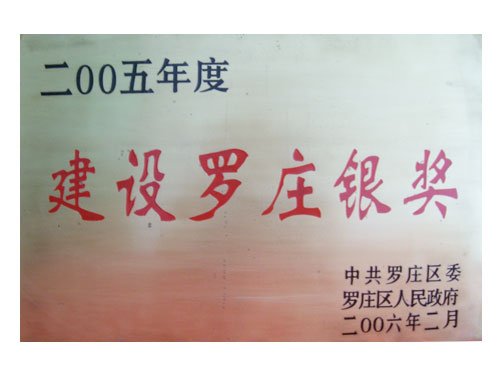 二00五年度
建设罗庄银奖
中共罗庄区委
罗庄区人民政府
二00六年二月